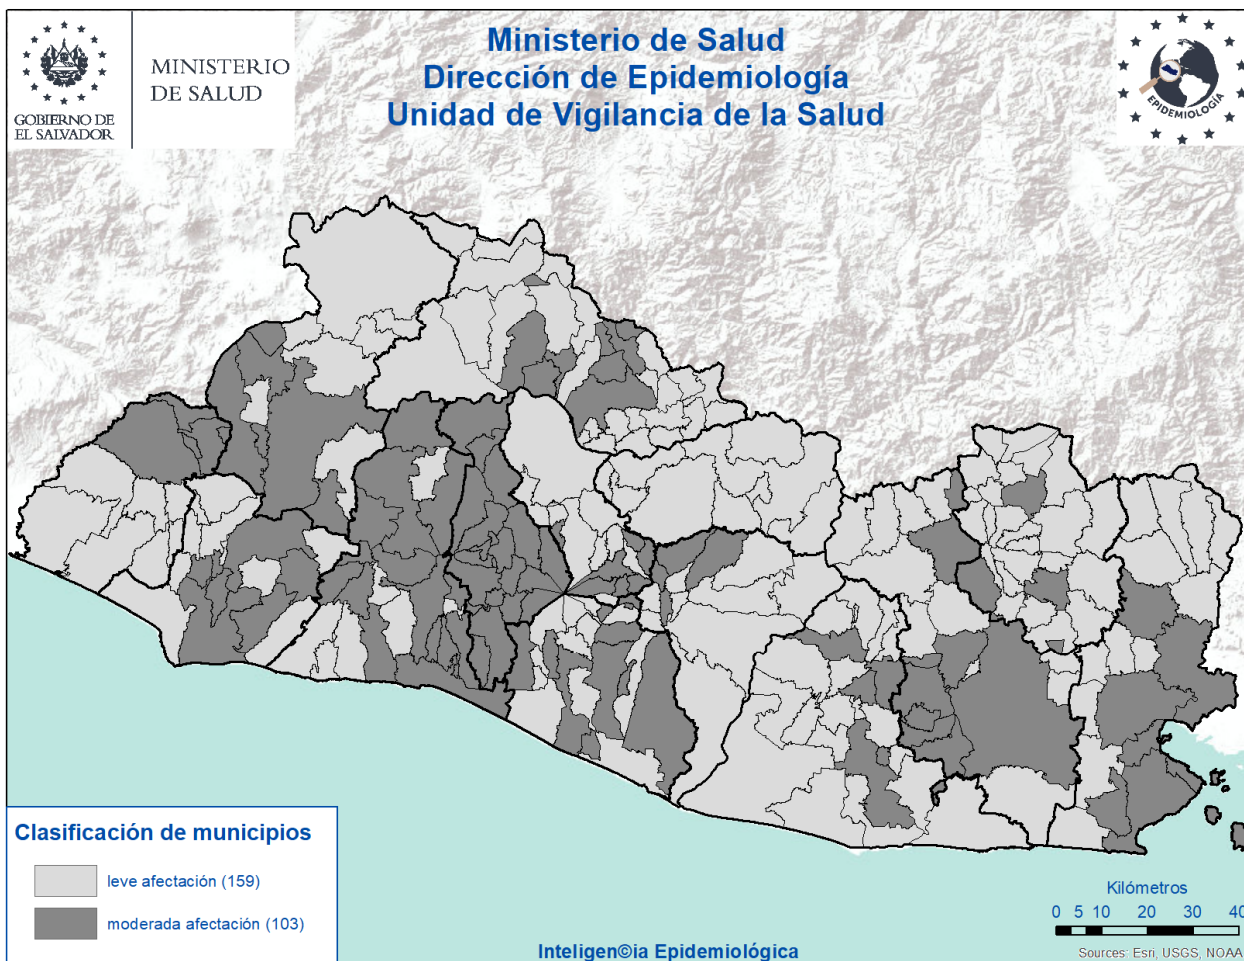 Ministerio de Salud
Dirección de Epidemiología
Unidad de Vigilancia de la Salud
MINISTERIO
DE SALUD
GOBIERNO DE
EL SALVADOR
EPIDEMIOLOGÍA
Clasificación de municipios
leve afectación (159)
moderada afectación (103)
Inteligen©ia Epidemiológica
Kilómetros
0 5 10 20 30 40
Sources: Esri, USGS, NOAA